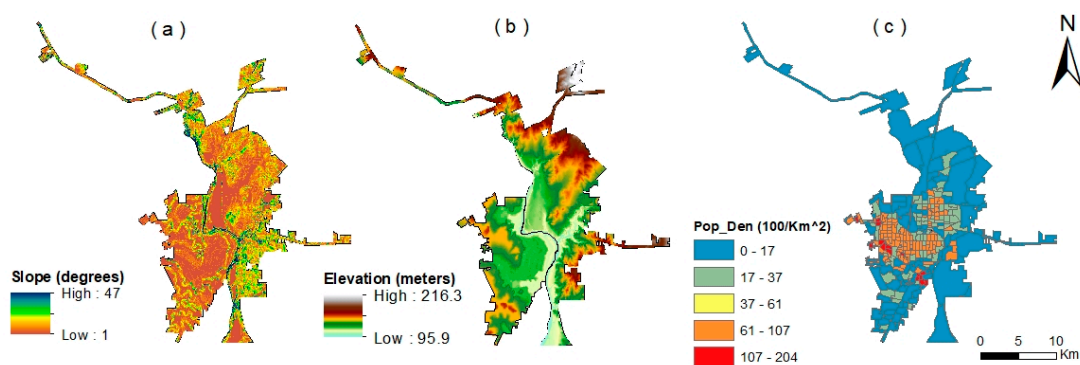 ( a )
( b )
( c )
N
Slope (degrees)
High : 47
Low : 1
Elevation (meters)
High : 216.3
Low : 95.9
Pop_Den (100/Km^2)
0 - 17
17 - 37
37 - 61
61 - 107
107 - 204
0 5 10
Km